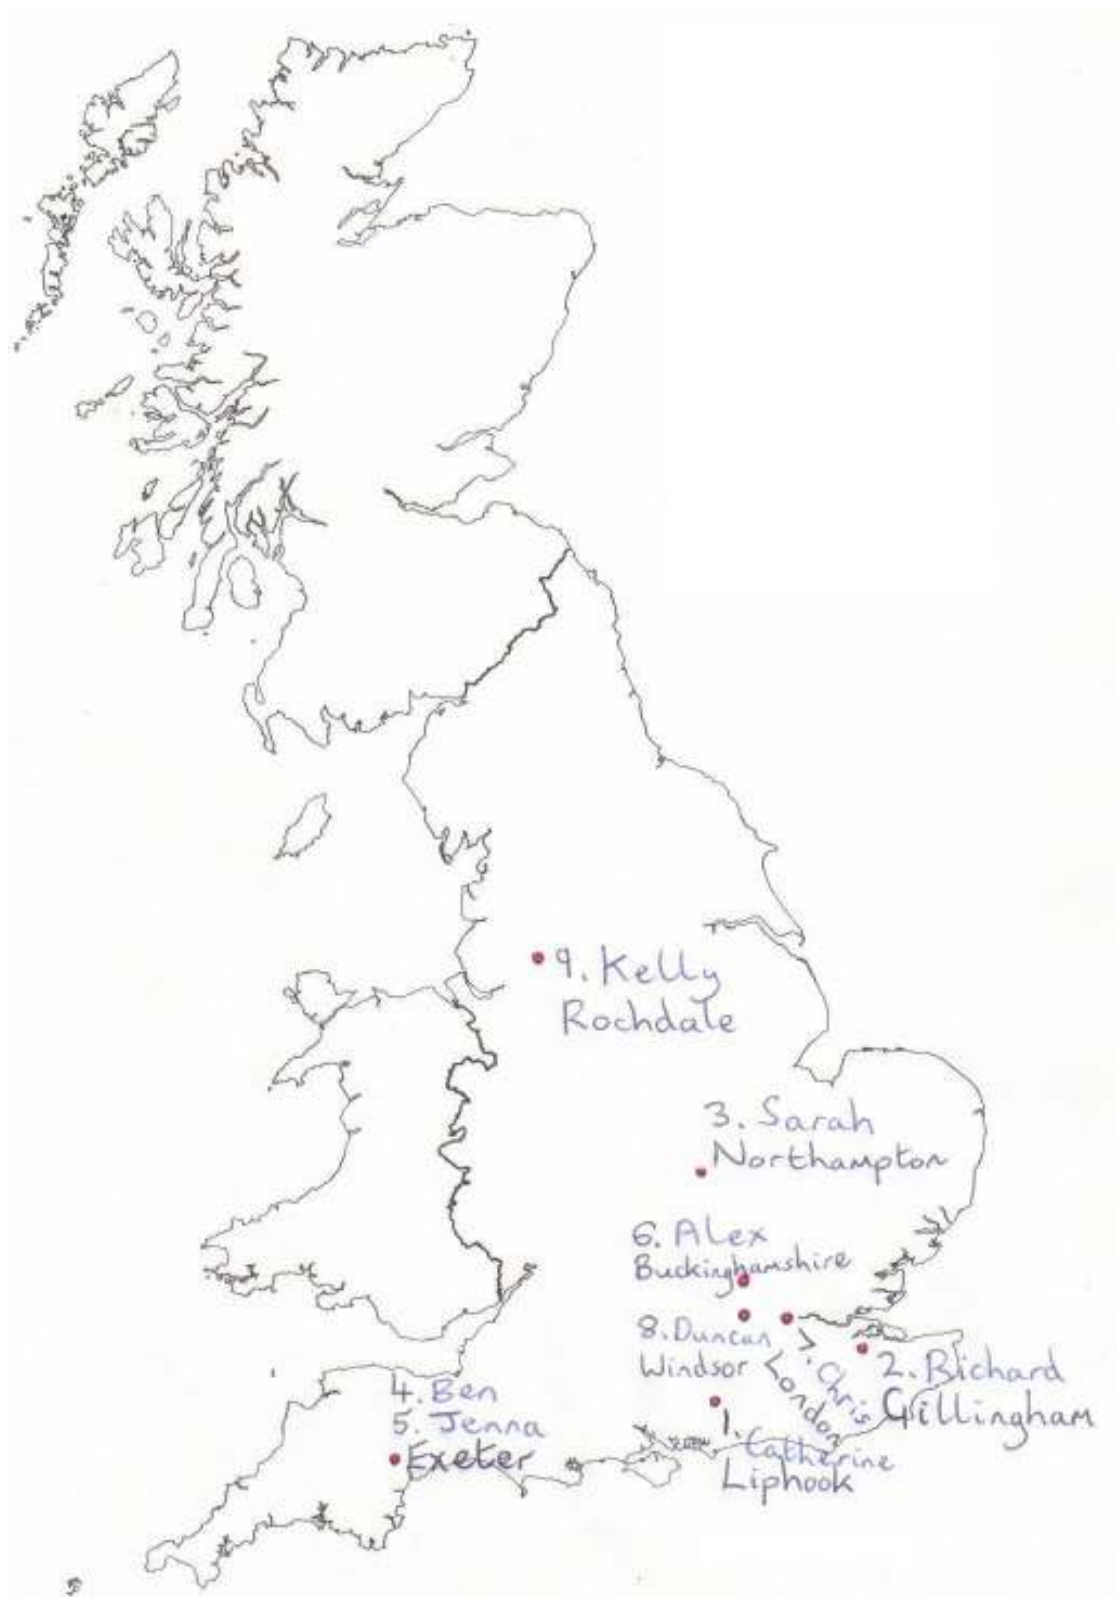 9. Kelly
Rochdale
3. Sarah
Northampton
6. Alex
Buckinghamshire
8. Duncan
Windsor
7. Chris
London
2. Richard
Gillingham
4. Ben
5. Jenna
Exeter
1. Catherine
Liphook